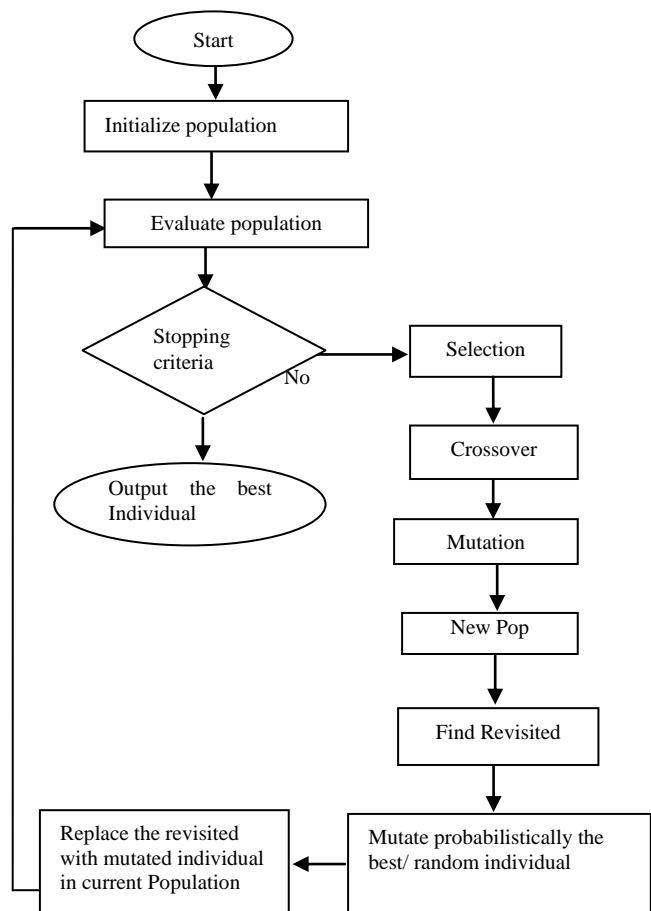 Start
Initialize population
Evaluate population
Stopping
criteria
No
Selection
Crossover
Output the best
Individual
Mutation
New Pop
Find Revisited
Mutate probabilistically the
best/ random individual
Replace the revisited
with mutated individual
in current Population